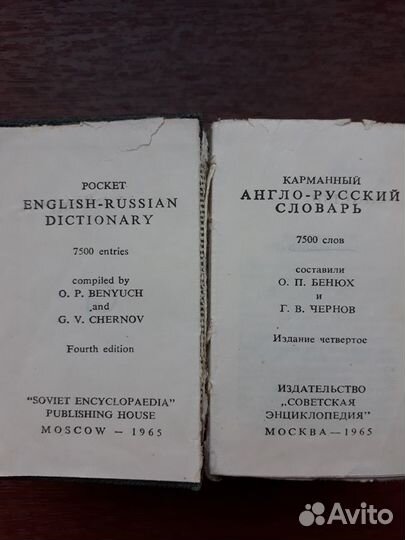 POCKET
ENGLISH-RUSSIAN
DICTIONARY
7500 entries
compiled by
O. P. BENYUCH
and
G. V. CHERNOV
Fourth edition
"SOVIET ENCYCLOPAEDIA"
PUBLISHING HOUSE
MOSCOW — 1965
КАРМАННЫЙ
АНГЛО-РУССКИЙ
СЛОВАРЬ
7500 слов
составили
О. П. БЕНЮХ
и
Г. В. ЧЕРНОВ
Издание четвертое
ИЗДАТЕЛЬСТВО
„СОВЕТСКАЯ
ЭНЦИКЛОПЕДИЯ"
МОСКВА — 1965
Avito